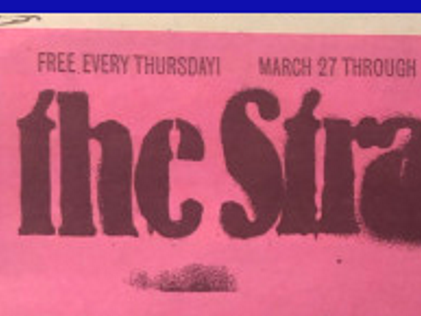 FREE EVERY THURSDAY! MARCH 27 THROUGH
the Stra